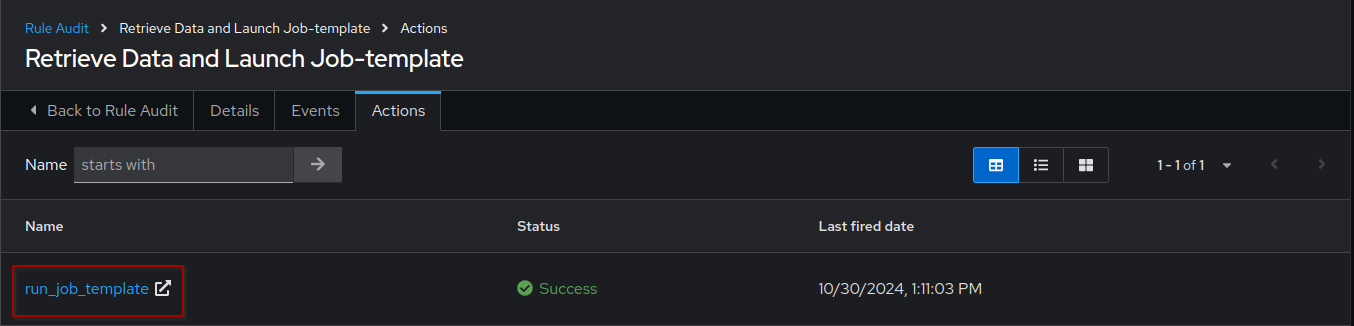 Rule Audit > Retrieve Data and Launch Job-template > Actions
Retrieve Data and Launch Job-template
Back to Rule Audit Details Events Actions
Name starts with 1 - 1 of 1
Name Status Last fired date
run_job_template Success 10/30/2024, 1:11:03 PM